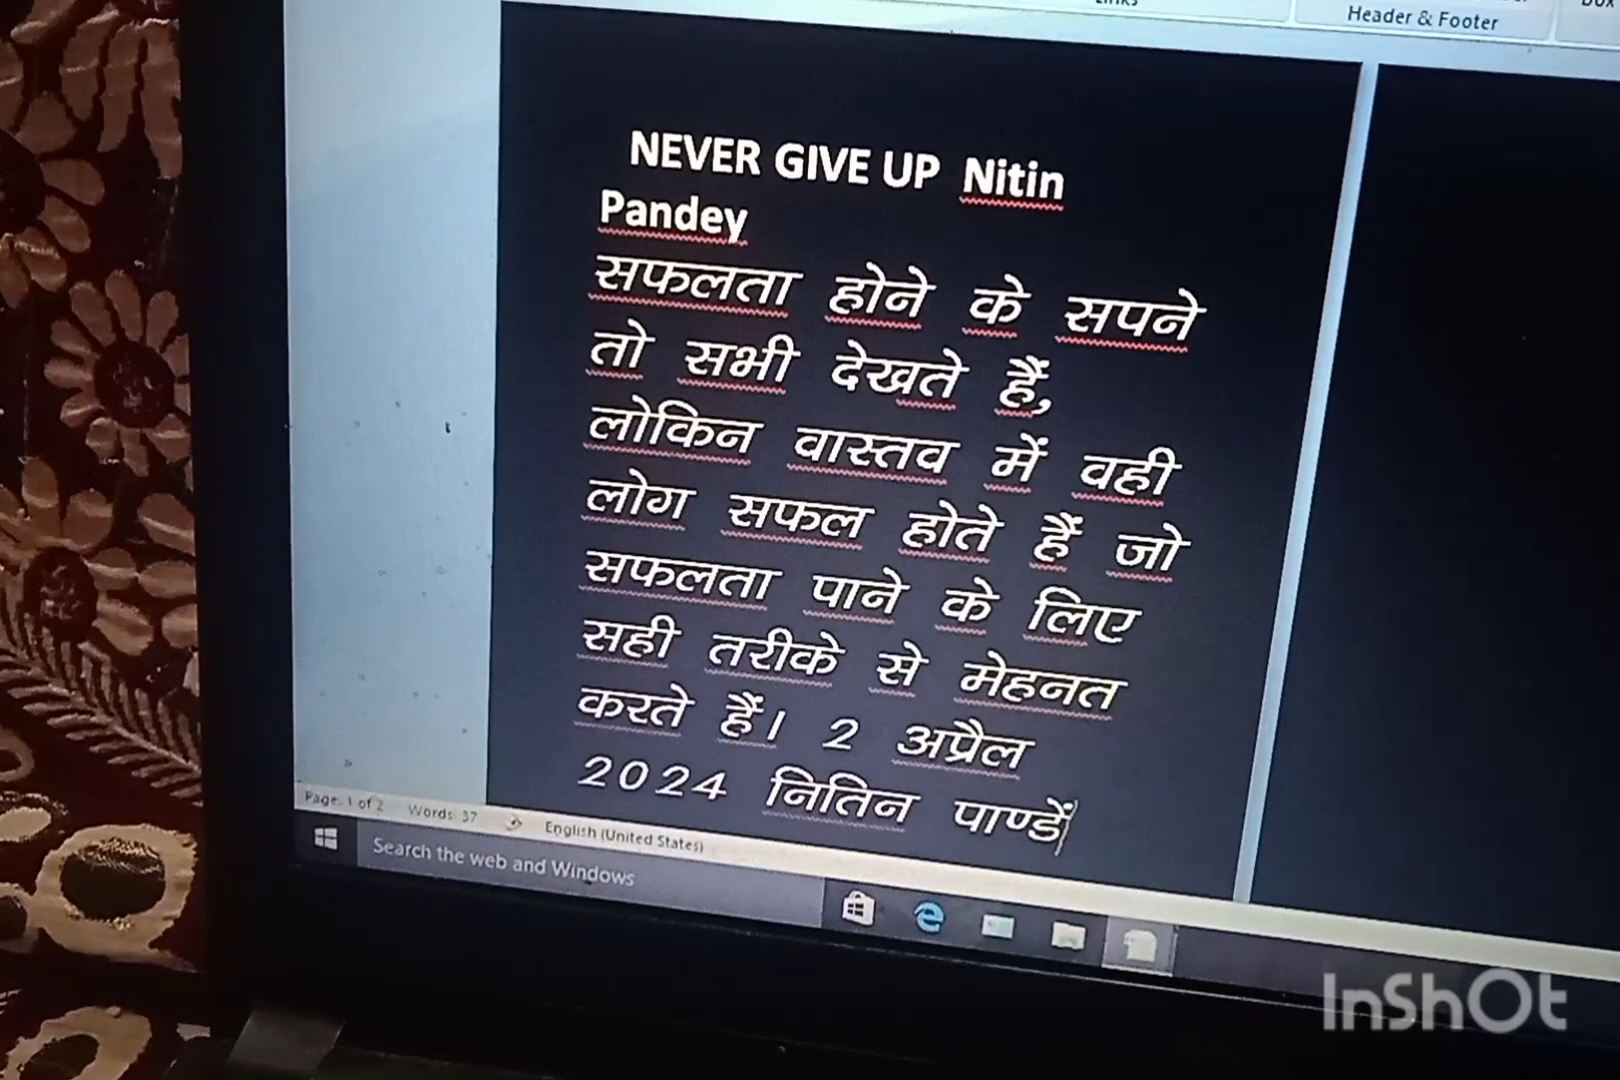 Header & Footer
NEVER GIVE UP Nitin
Pandey
सफलता होने के सपने
तो सभी देखते हैं,
लोकिन वास्तव में वही
लोग सफल होते हैं जो
सफलता पाने के लिए
सही तरीके से मेहनत
करते हैं। 2 अप्रैल
2024 नितिन पाण्डें
Page: 1 of 2 Words: 37 English (United States)
Search the web and Windows
InShOt